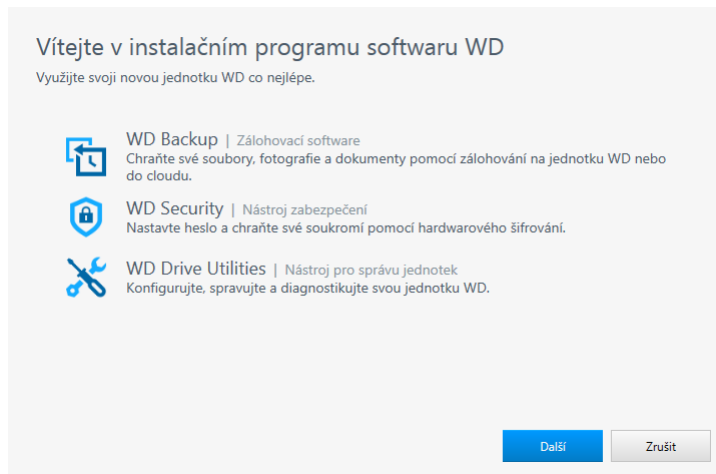 Vítejte v instalačním programu softwaru WD
Využijte svoji novou jednotku WD co nejlépe.
WD Backup | Zálohovací software
Chraňte své soubory, fotografie a dokumenty pomocí zálohování na jednotku WD nebo
do cloudu.
WD Security | Nástroj zabezpečení
Nastavte heslo a chraňte své soukromí pomocí hardwarového šifrování.
WD Drive Utilities | Nástroj pro správu jednotek
Konfigurujte, spravujte a diagnostikujte svou jednotku WD.
Další Zrušit